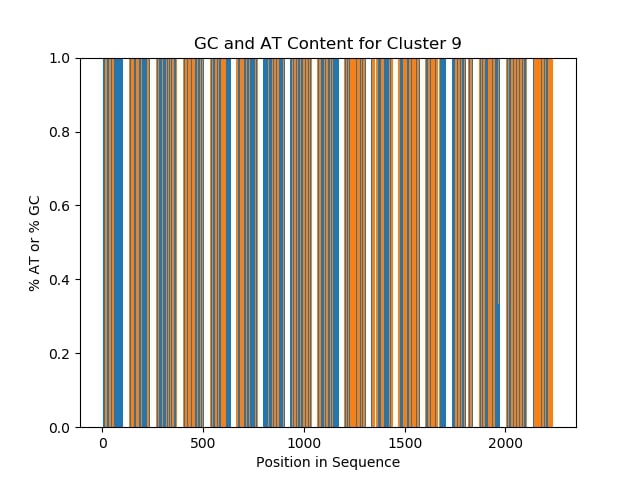 GC and AT Content for Cluster 9
1.0
0.8
0.6
0.4
0.2
0.0
% AT or % GC
0 500 1000 1500 2000
Position in Sequence